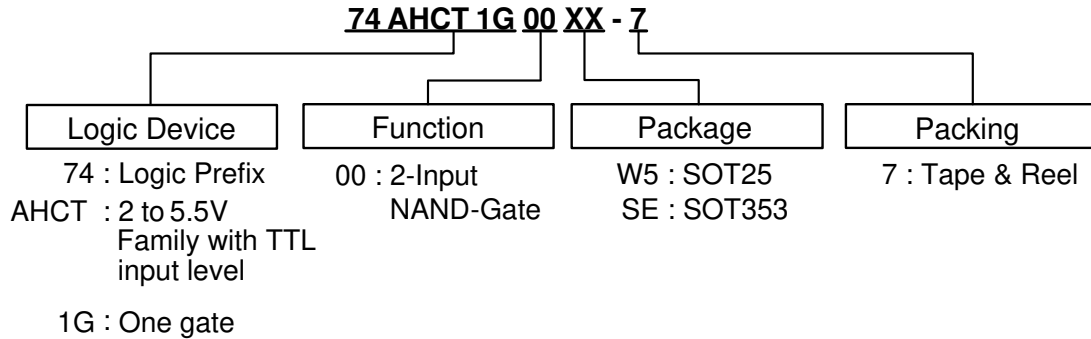 74 AHCT 1G 00 XX - 7
Logic Device
74 : Logic Prefix
AHCT : 2 to 5.5V
Family with TTL
input level
1G : One gate
Function
00 : 2-Input
NAND-Gate
Package
W5 : SOT25
SE : SOT353
Packing
7 : Tape & Reel